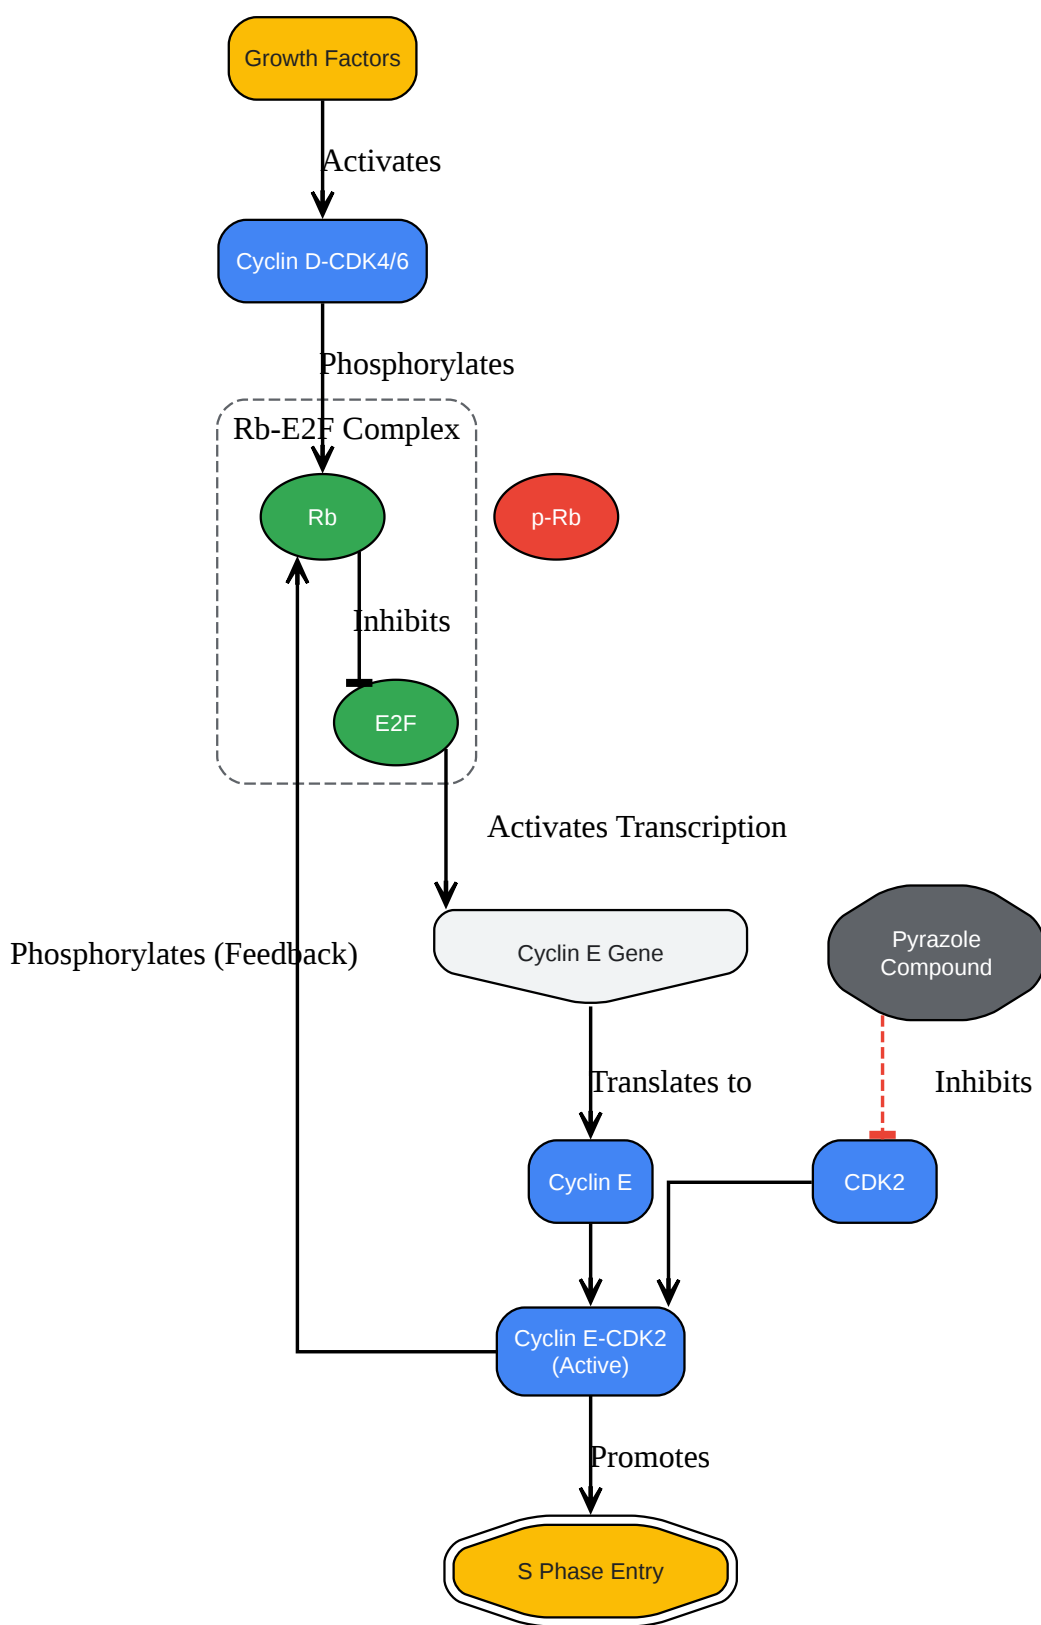 Growth Factors
Activates
Cyclin D-CDK4/6
Phosphorylates
Rb-E2F Complex
Rb
p-Rb
Inhibits
E2F
Activates Transcription
Phosphorylates (Feedback)
Cyclin E Gene
Pyrazole
Compound
Translates to
Inhibits
Cyclin E
CDK2
Cyclin E-CDK2
(Active)
Promotes
S Phase Entry